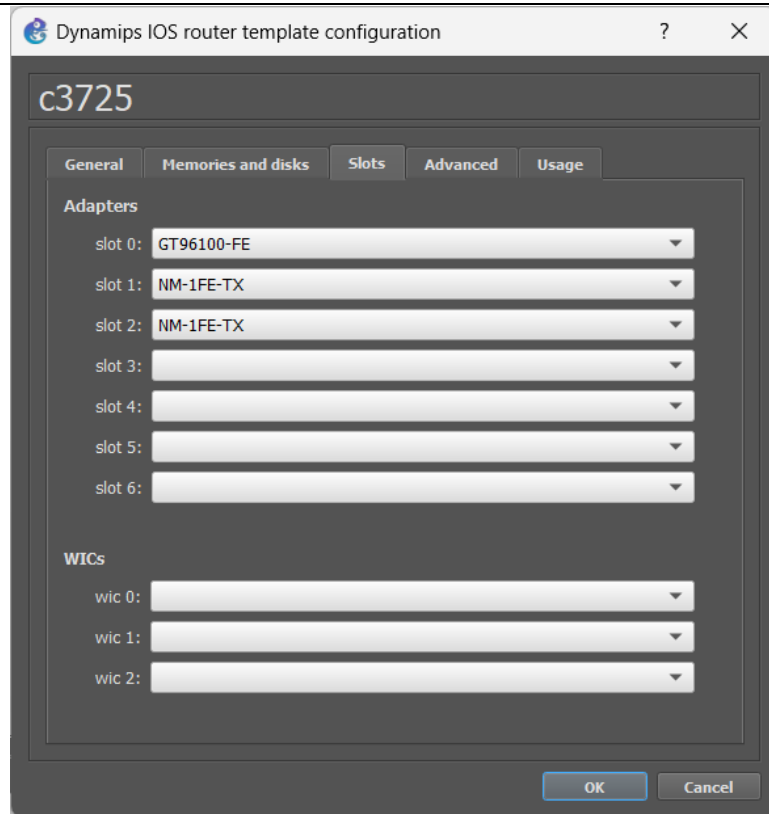 Dynamips IOS router template configuration ? ×
c3725
General Memories and disks Slots Advanced Usage
Adapters
slot 0: GT96100-FE
slot 1: NM-1FE-TX
slot 2: NM-1FE-TX
slot 3:
slot 4:
slot 5:
slot 6:
WICs
wic 0:
wic 1:
wic 2:
OK Cancel